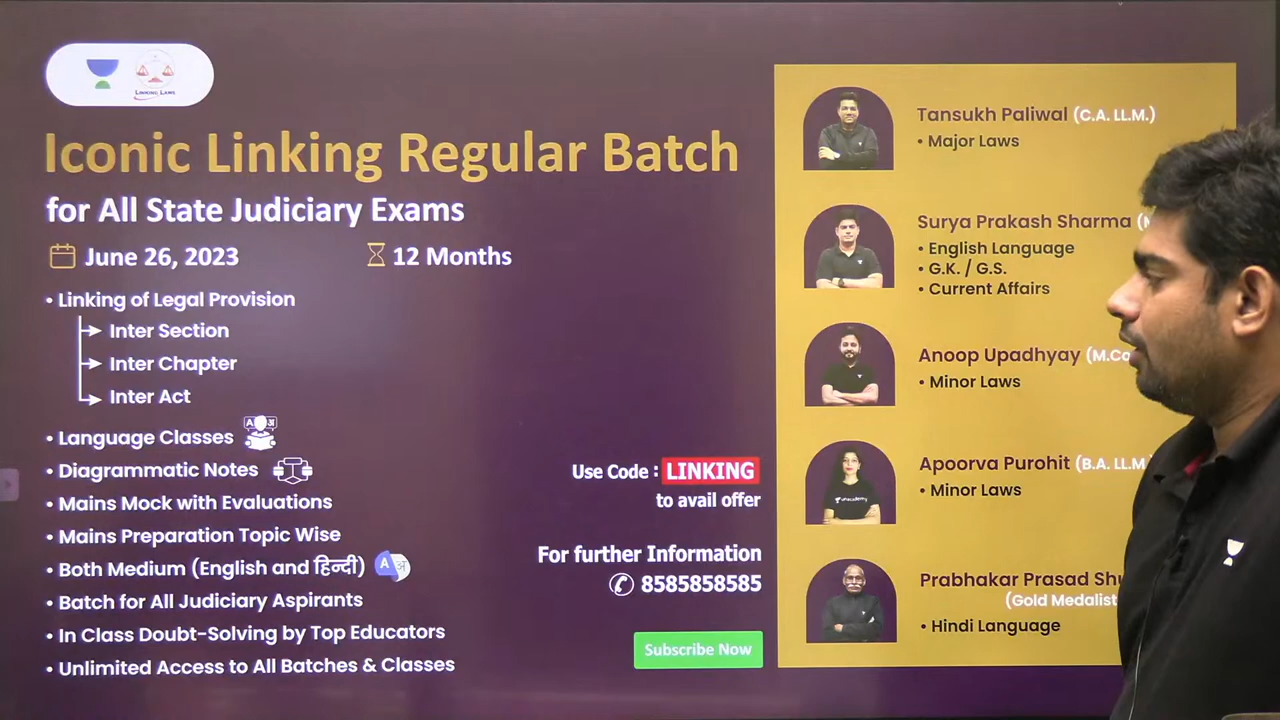 LINKING LAWS
Iconic Linking Regular Batch
for All State Judiciary Exams
June 26, 2023
12 Months
• Linking of Legal Provision
Inter Section
Inter Chapter
Inter Act
• Language Classes
• Diagrammatic Notes
• Mains Mock with Evaluations
• Mains Preparation Topic Wise
• Both Medium (English and हिन्दी)
• Batch for All Judiciary Aspirants
• In Class Doubt-Solving by Top Educators
• Unlimited Access to All Batches & Classes
Use Code : LINKING
to avail offer
For further Information
8585858585
Subscribe Now
Tansukh Paliwal (C.A. LL.M.)
• Major Laws
Surya Prakash Sharma
• English Language
• G.K. / G.S.
• Current Affairs
Anoop Upadhyay
• Minor Laws
Apoorva Purohit (B.A. LL.M.
• Minor Laws
unacademy
Prabhakar Prasad
(Gold Medalist
• Hindi Language